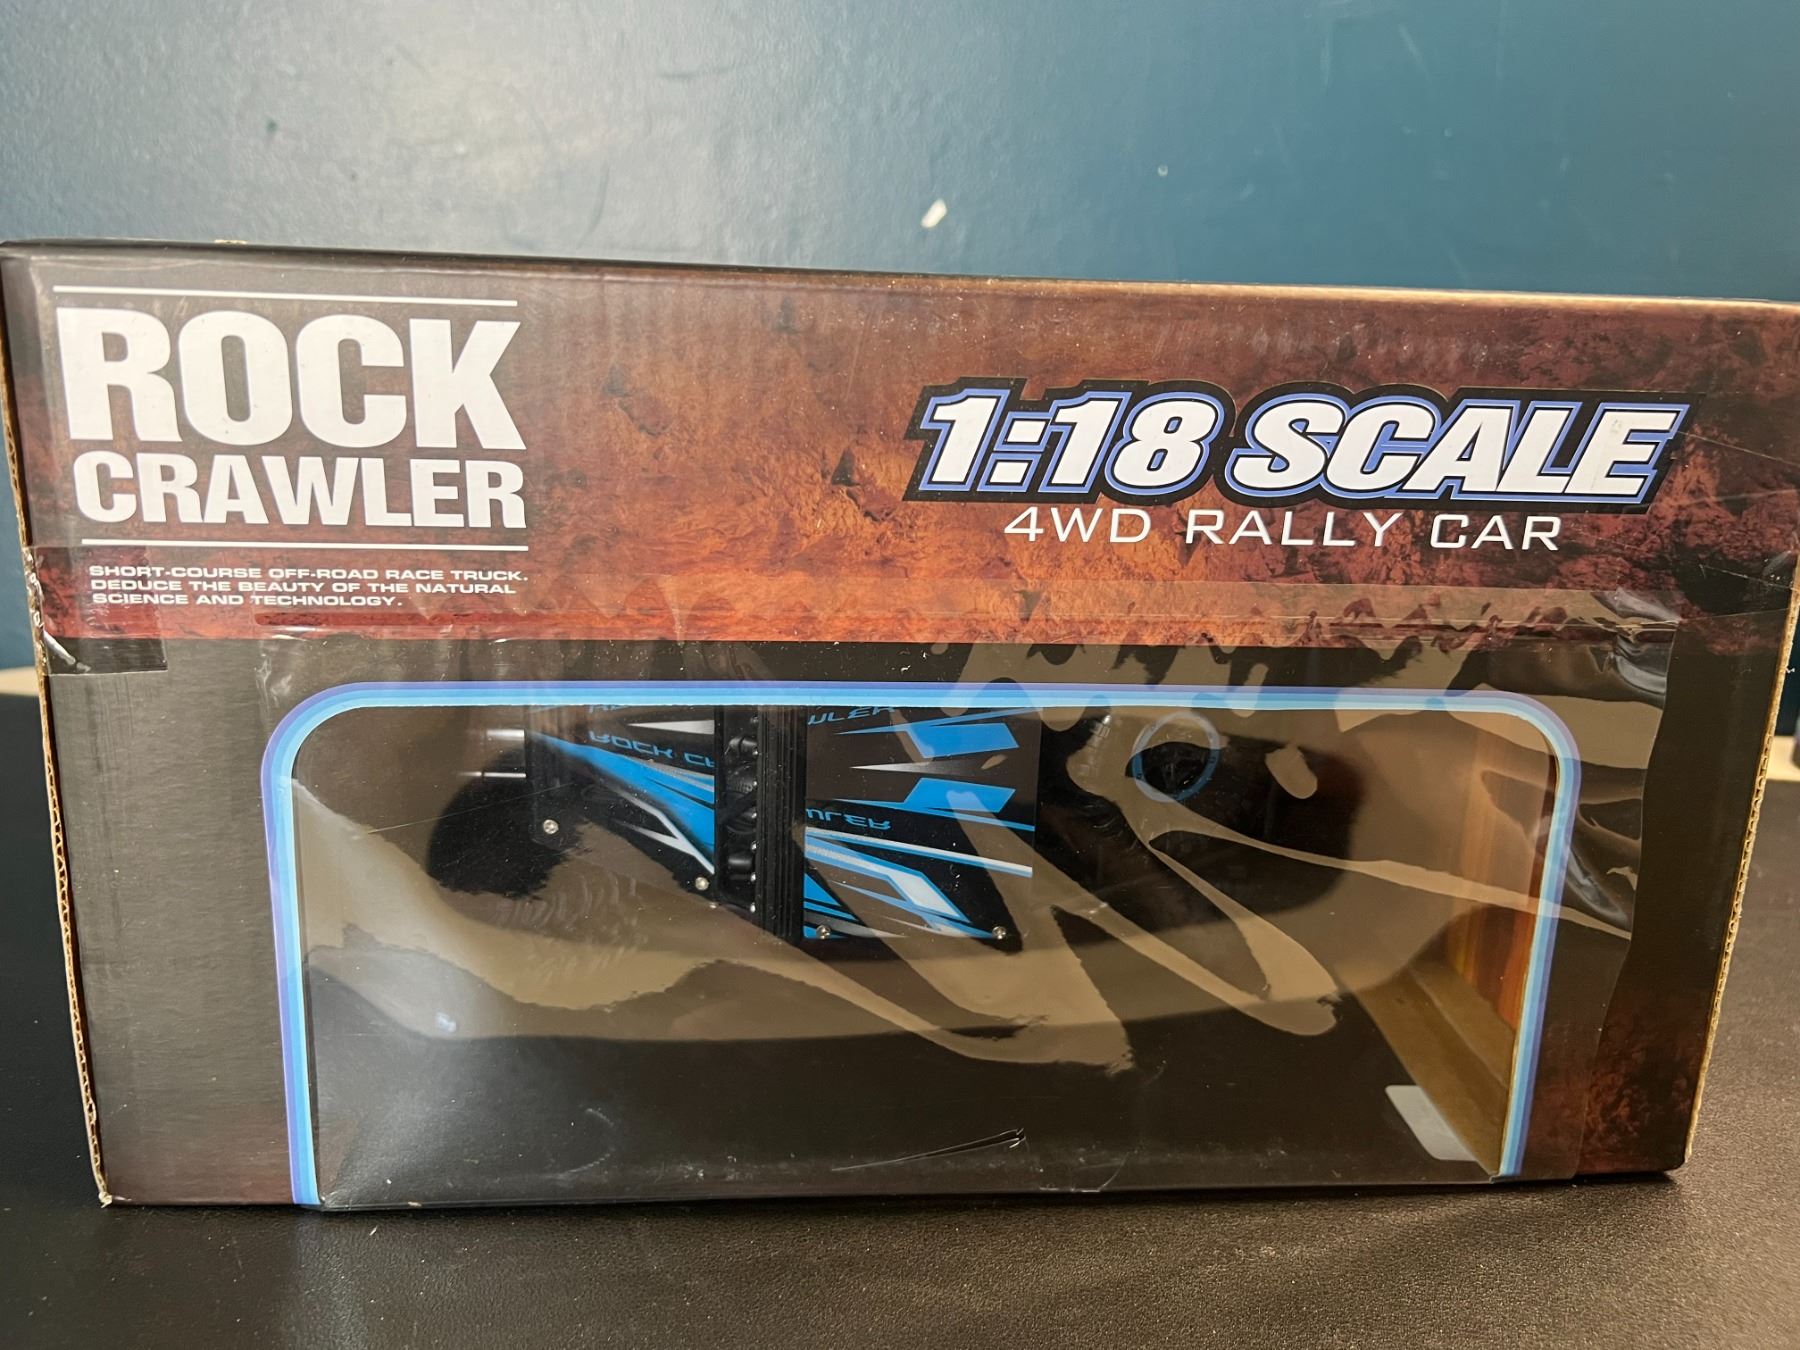 ROCK
CRAWLER
SHORT-COURSE OFF-ROAD RACE TRUCK.
DEDUCE THE BEAUTY OF THE NATURAL
SCIENCE AND TECHNOLOGY.
1:18 SCALE
4WD RALLY CAR
ROCK